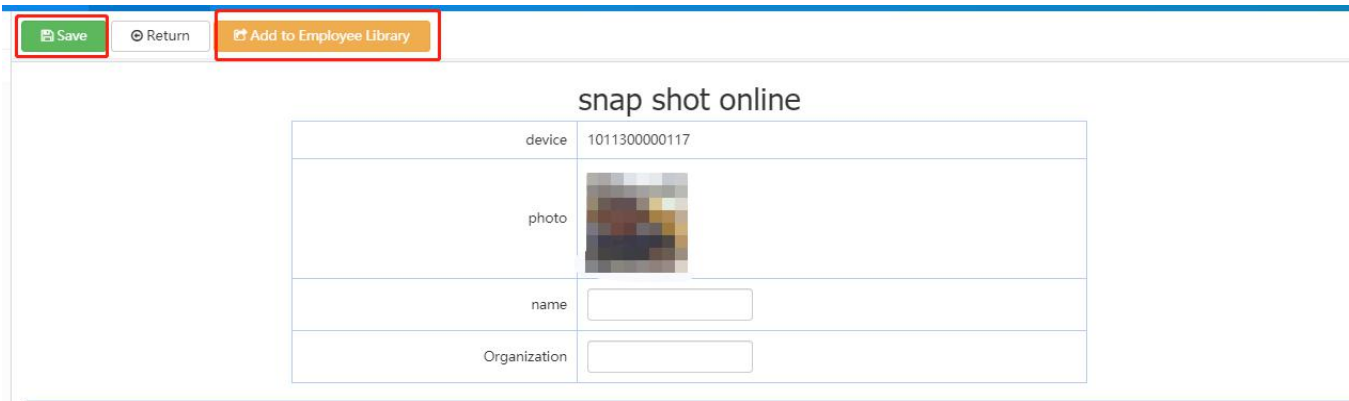 Save Return Add to Employee Library
snap shot online
device 1011300000117
photo
name
Organization